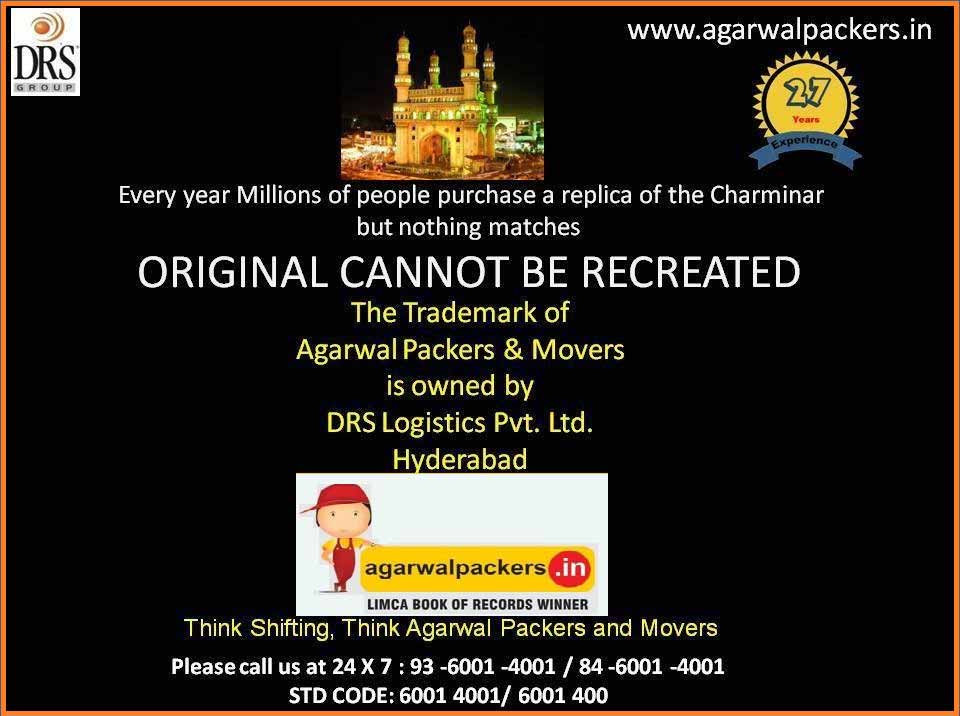 DRS
GROUP
www.agarwalpackers.in
27
Years
Experience
Every year Millions of people purchase a replica of the Charminar
but nothing matches
ORIGINAL CANNOT BE RECREATED
The Trademark of
Agarwal Packers & Movers
is owned by
DRS Logistics Pvt. Ltd.
Hyderabad
agarwalpackers.in
LIMCA BOOK OF RECORDS WINNER
Think Shifting, Think Agarwal Packers and Movers
Please call us at 24 X 7 : 93 -6001 -4001 / 84 -6001 -4001
STD CODE: 6001 4001/ 6001 400